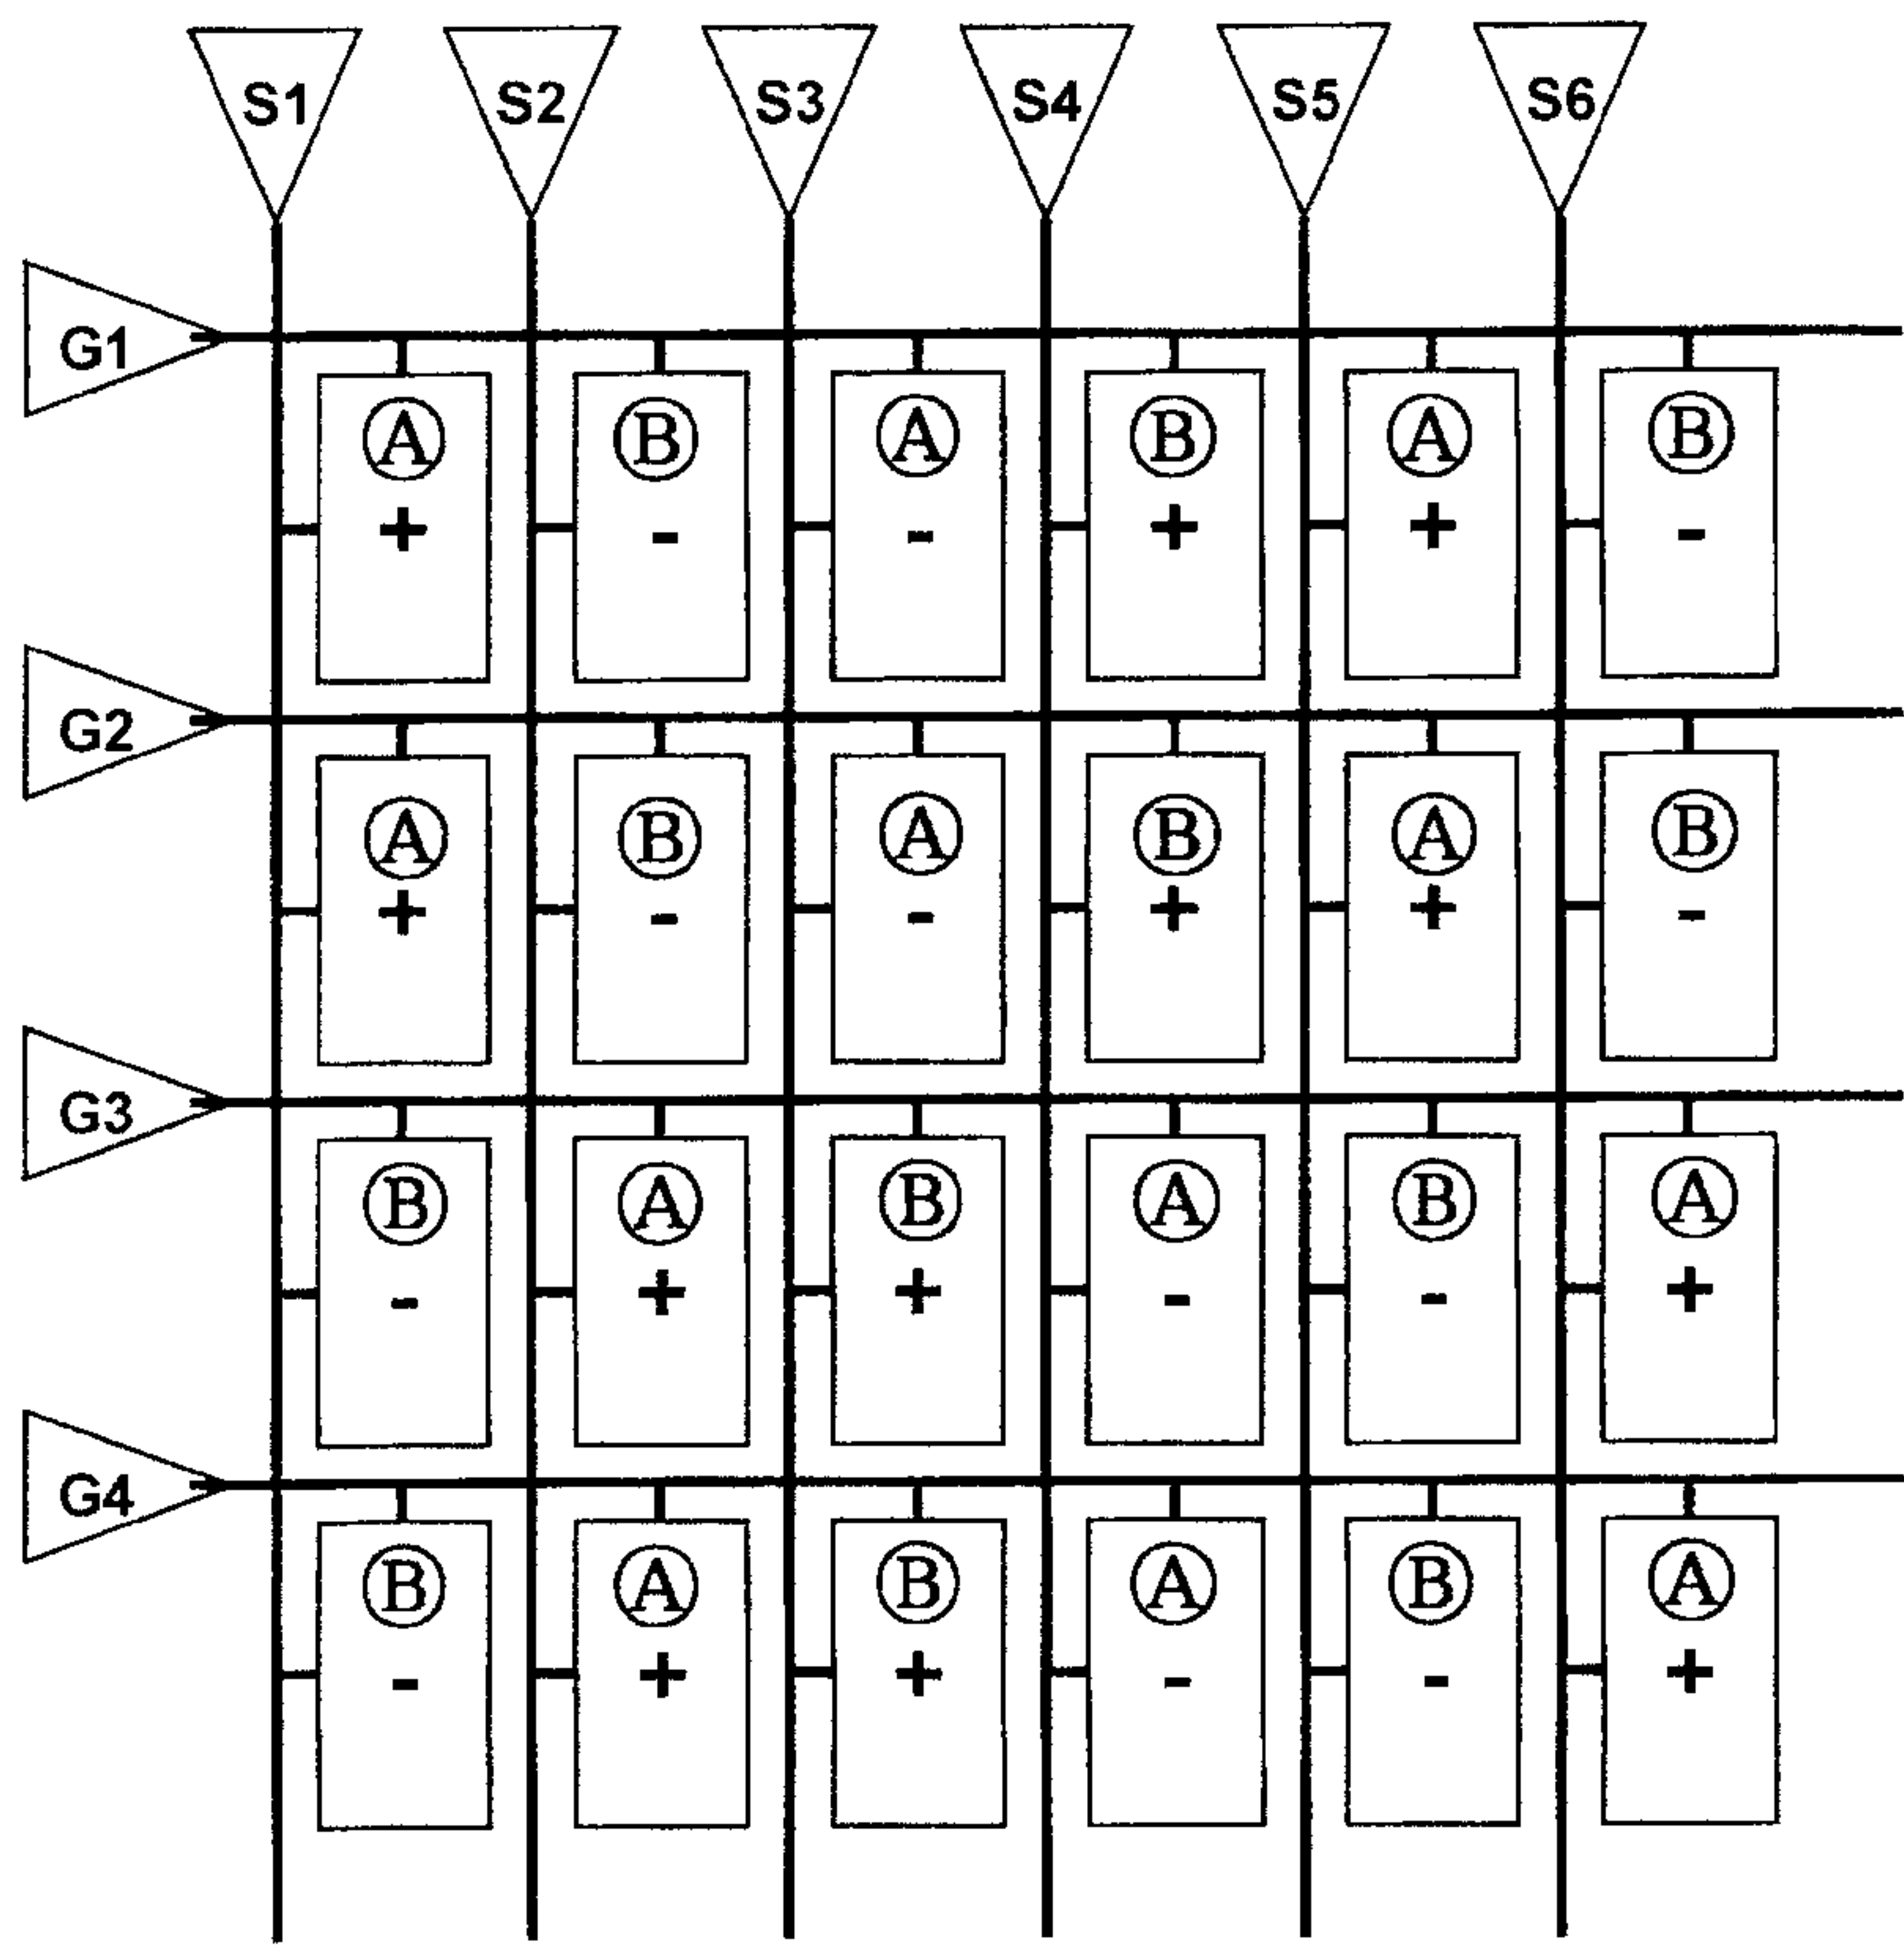 S1 S2 S3 S4 S5 S6
G1
A B A B A B
+ - - + + -
G2
A B A B A B
+ - - + + -
G3
B A B A B A
- + + - - +
G4
B A B A B A
- + + - - +